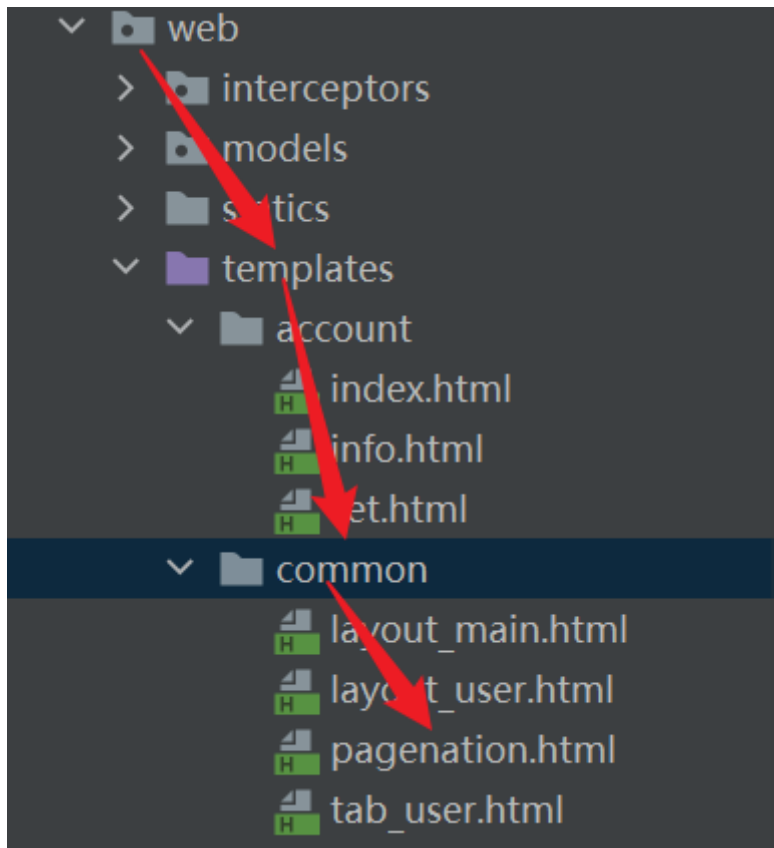 web
interceptors
models
templates
account
index.html
info.html
common
layout_main.html
layout_user.html
pagenation.html
tab_user.html